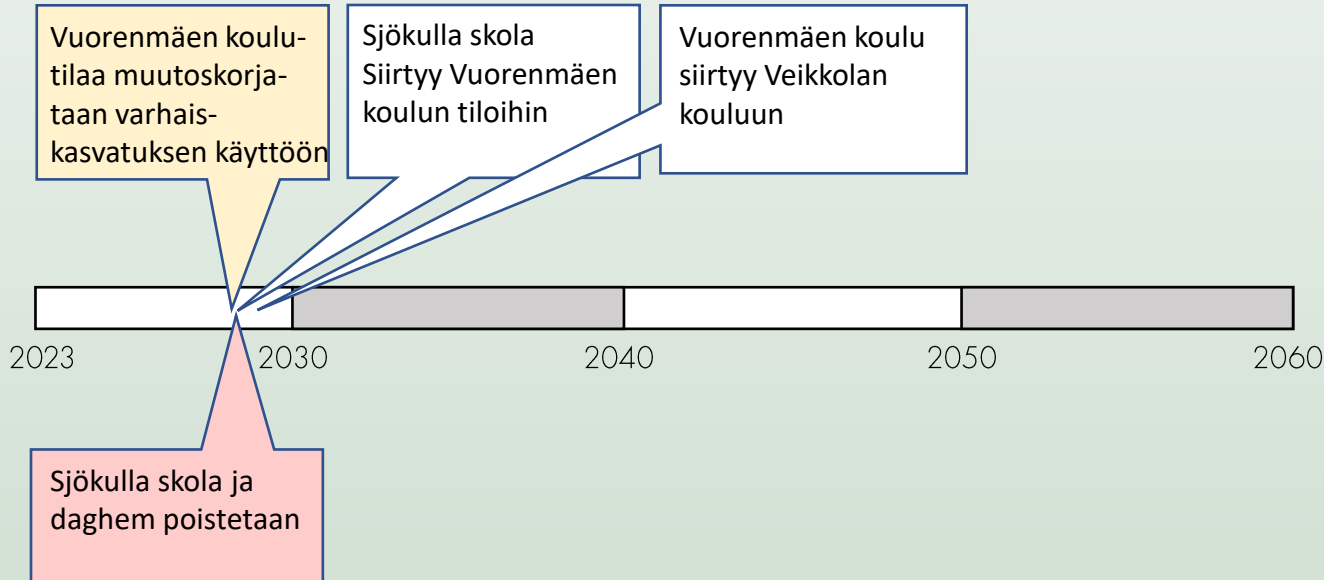 Vuorenmäen koulu-
tilaa muutoskorja-
taan varhais-
kasvatuksen käyttöön
Sjökulla skola
Siirtyy Vuorenmäen
koulun tiloihin
Vuorenmäen koulu
siirtyy Veikkolan
kouluun
2023
2030
2040
2050
2060
Sjökulla skola ja
daghem poistetaan